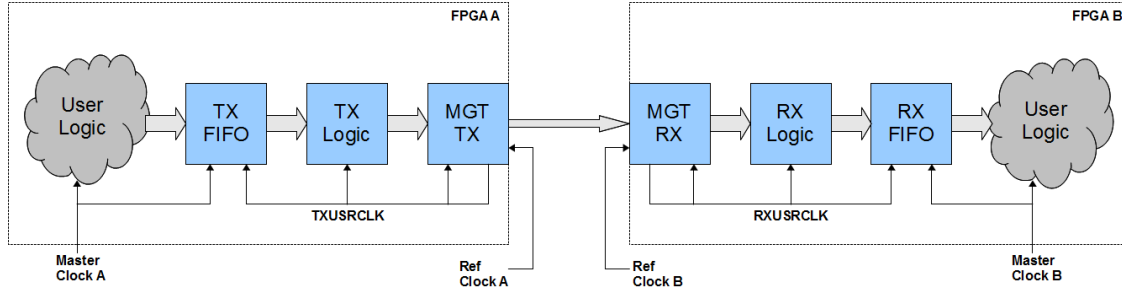 FPGA A
FPGA B
User
Logic
TX
FIFO
TX
Logic
MGT
TX
MGT
RX
RX
Logic
RX
FIFO
User
Logic
TXUSRCLK
RXUSRCLK
Master
Clock A
Ref
Clock A
Ref
Clock B
Master
Clock B